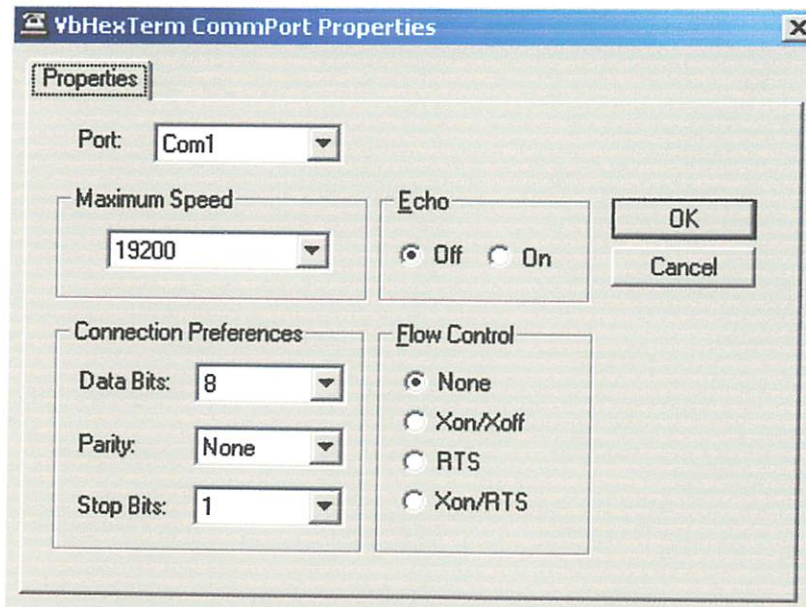 VbHexTerm CommPort Properties
Properties
Port: Com1
Maximum Speed
19200
Echo
Off On
OK
Cancel
Connection Preferences
Data Bits: 8
Parity: None
Stop Bits: 1
Flow Control
None
Xon/Xoff
RTS
Xon/RTS